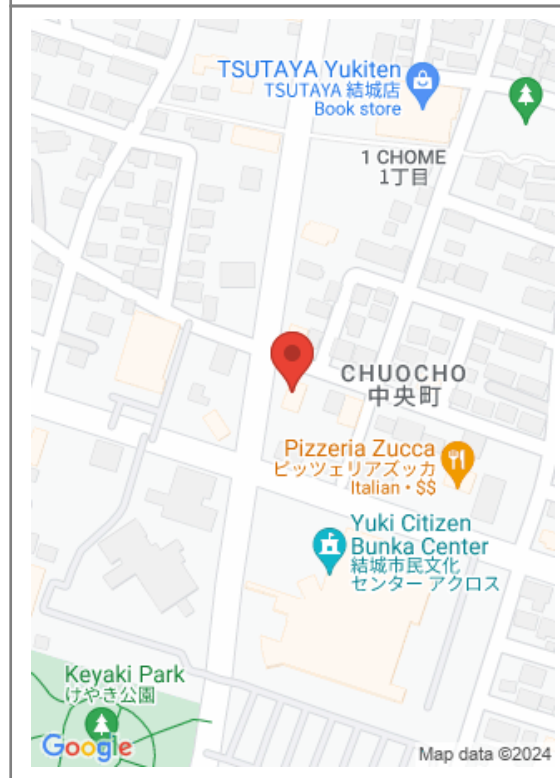 TSUTAYA Yukiten
TSUTAYA 結城店
Book store
1 CHOME
1丁目
CHUOCHO
中央町
Pizzeria Zucca
ピッツェリアズッカ
Italian • $$
Yuki Citizen
Bunka Center
結城市民文化
センター アクロス
Keyaki Park
けやき公園
Google
Map data ©2024